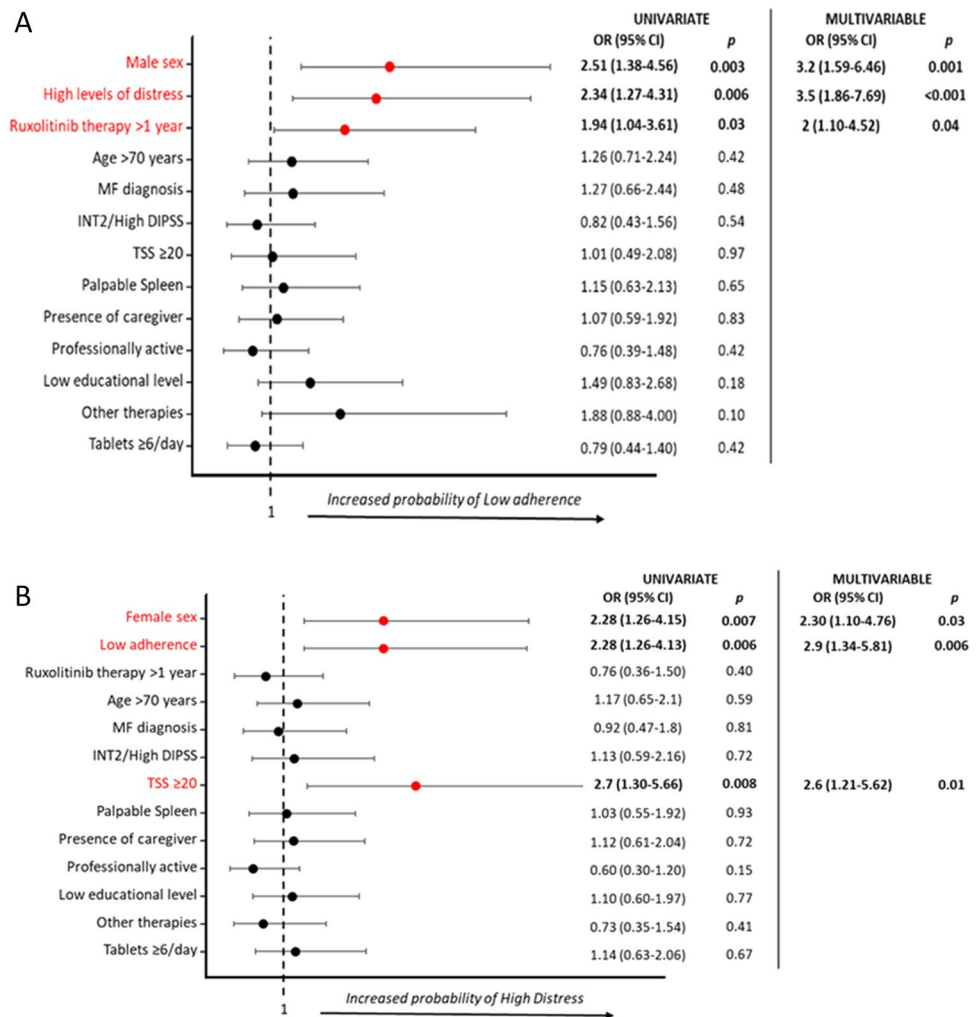 A
UNIVARIATE MULTIVARIABLE
OR (95% CI) p OR (95% CI) p
Male sex 2.51 (1.38-4.56) 0.003 3.2 (1.59-6.46) 0.001
High levels of distress 2.34 (1.27-4.31) 0.006 3.5 (1.86-7.69) <0.001
Ruxolitinib therapy >1 year 1.94 (1.04-3.61) 0.03 2 (1.10-4.52) 0.04
Age >70 years 1.26 (0.71-2.24) 0.42
MF diagnosis 1.27 (0.66-2.44) 0.48
INT2/High DIPSS 0.82 (0.43-1.56) 0.54
TSS ≥20 1.01 (0.49-2.08) 0.97
Palpable Spleen 1.15 (0.63-2.13) 0.65
Presence of caregiver 1.07 (0.59-1.92) 0.83
Professionally active 0.76 (0.39-1.48) 0.42
Low educational level 1.49 (0.83-2.68) 0.18
Other therapies 1.88 (0.88-4.00) 0.10
Tablets ≥6/day 0.79 (0.44-1.40) 0.42
Increased probability of Low adherence
1
B
UNIVARIATE MULTIVARIABLE
OR (95% CI) p OR (95% CI) p
Female sex 2.28 (1.26-4.15) 0.007 2.30 (1.10-4.76) 0.03
Low adherence 2.28 (1.26-4.13) 0.006 2.9 (1.34-5.81) 0.006
Ruxolitinib therapy >1 year 0.76 (0.36-1.50) 0.40
Age >70 years 1.17 (0.65-2.1) 0.59
MF diagnosis 0.92 (0.47-1.8) 0.81
INT2/High DIPSS 1.13 (0.59-2.16) 0.72
TSS ≥20 2.7 (1.30-5.66) 0.008 2.6 (1.21-5.62) 0.01
Palpable Spleen 1.03 (0.55-1.92) 0.93
Presence of caregiver 1.12 (0.61-2.04) 0.72
Professionally active 0.60 (0.30-1.20) 0.15
Low educational level 1.10 (0.60-1.97) 0.77
Other therapies 0.73 (0.35-1.54) 0.41
Tablets ≥6/day 1.14 (0.63-2.06) 0.67
Increased probability of High Distress
1